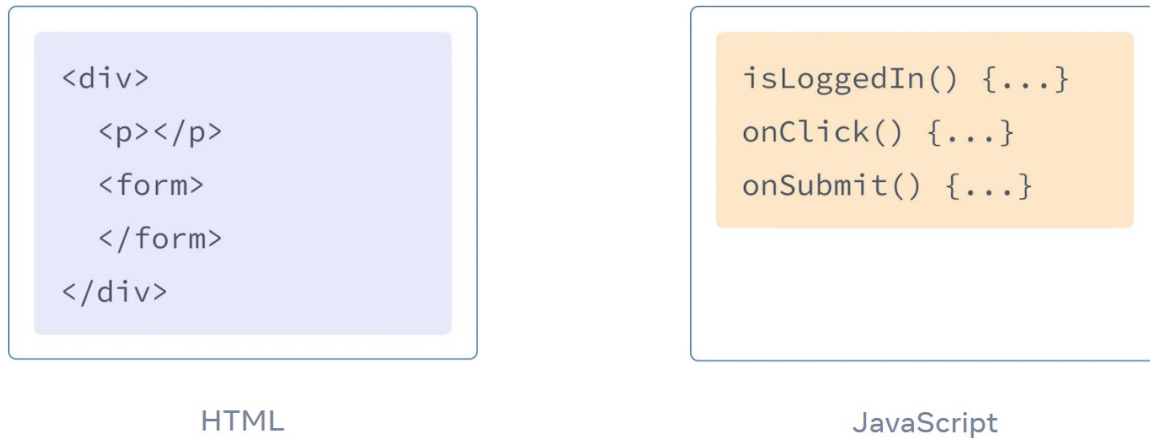 <div>
<p></p>
<form>
</form>
</div>
HTML
isLoggedIn() {...}
onClick() {...}
onSubmit() {...}
JavaScript